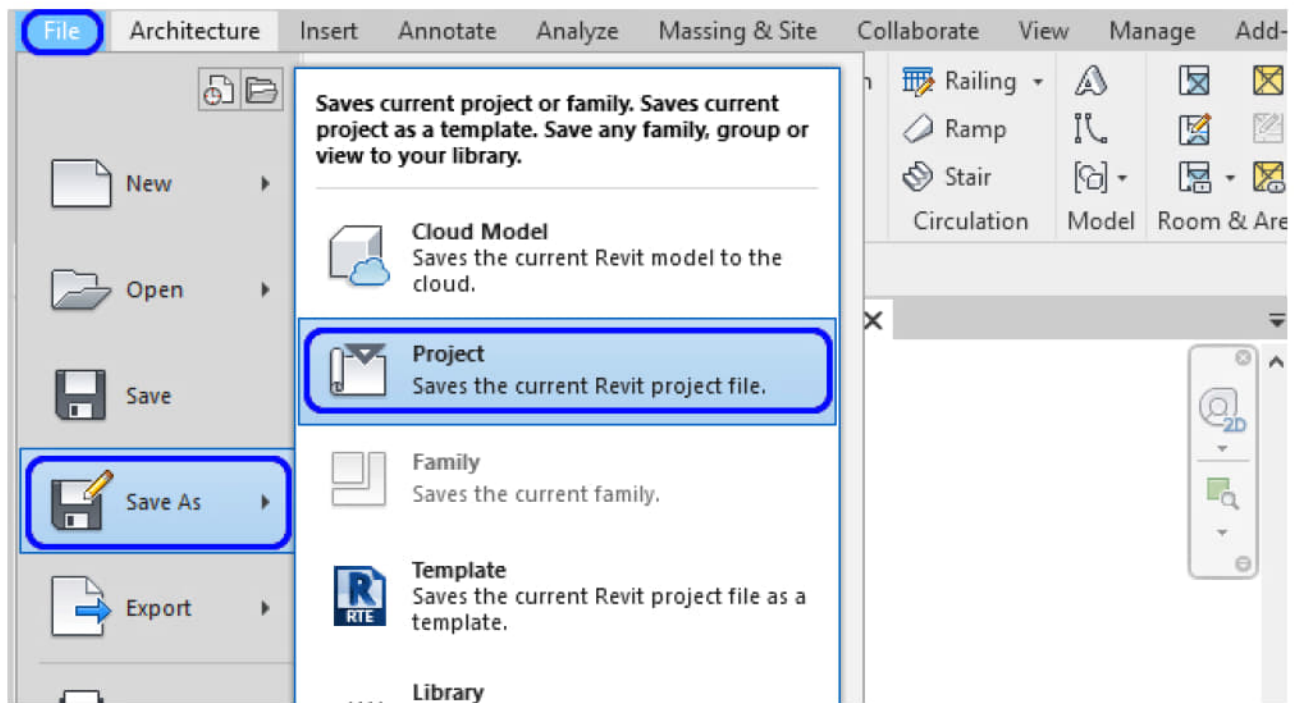 File Architecture Insert Annotate Analyze Massing & Site Collaborate View Manage Add-
Saves current project or family. Saves current
project as a template. Save any family, group or
view to your library.
New
Open
Save
Save As
Export
Cloud Model
Saves the current Revit model to the
cloud.
Project
Saves the current Revit project file.
Family
Saves the current family.
Template
Saves the current Revit project file as a
template.
R
RTE
Library
Railing
Ramp
Stair
Circulation Model Room & Are
2D